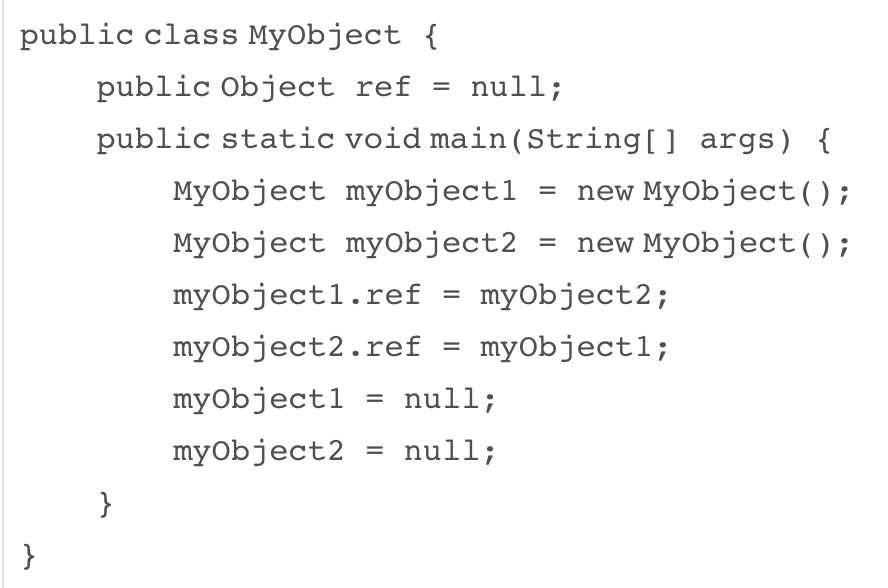 public class MyObject {
    public Object ref = null;
    public static void main(String[] args) {
        MyObject myObject1 = new MyObject();
        MyObject myObject2 = new MyObject();
        myObject1.ref = myObject2;
        myObject2.ref = myObject1;
        myObject1 = null;
        myObject2 = null;
    }
}